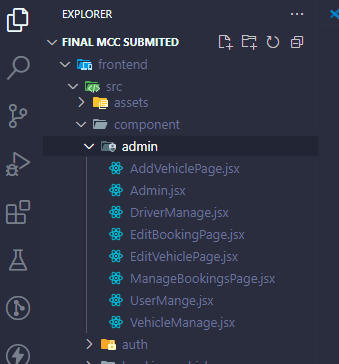 EXPLORER
FINAL MCC SUBMITED
frontend
src
assets
component
admin
AddVehiclePage.jsx
Admin.jsx
DriverManage.jsx
EditBookingPage.jsx
EditVehiclePage.jsx
ManageBookingsPage.jsx
UserMange.jsx
VehicleManage.jsx
auth